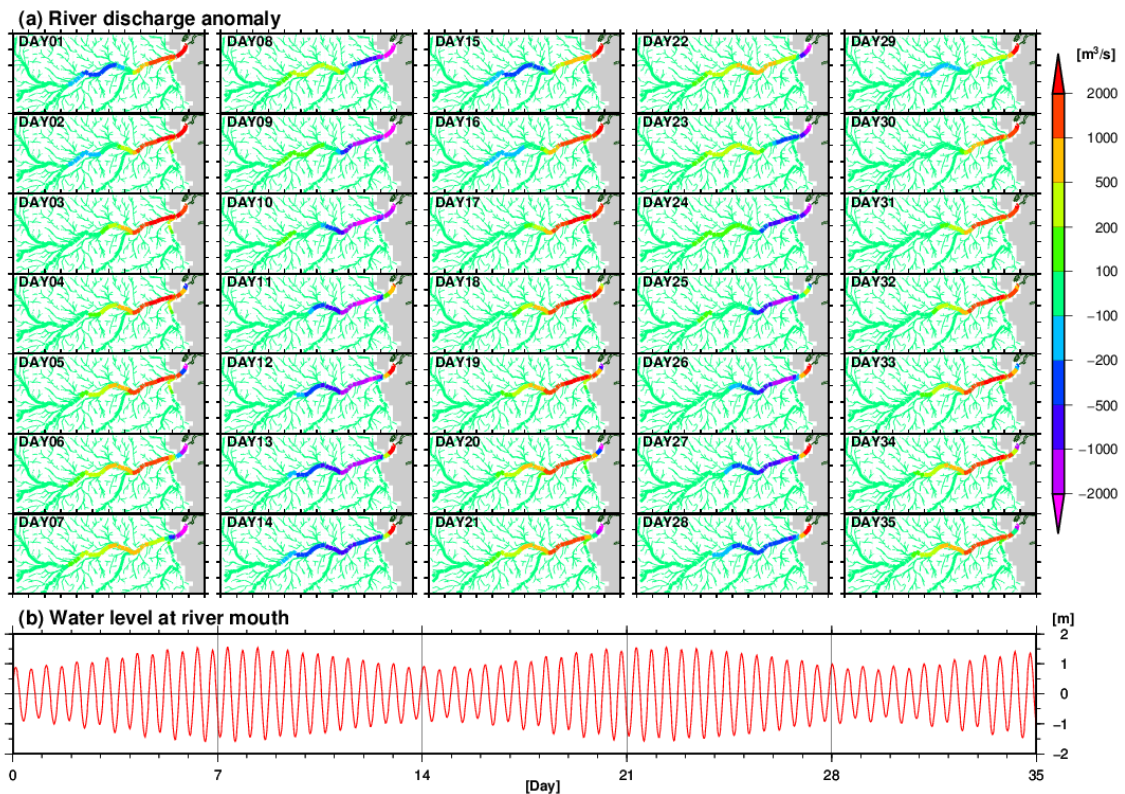 (a) River discharge anomaly
DAY01 DAY08 DAY15 DAY22 DAY29
DAY02 DAY09 DAY16 DAY23 DAY30
DAY03 DAY10 DAY17 DAY24 DAY31
DAY04 DAY11 DAY18 DAY25 DAY32
DAY05 DAY12 DAY19 DAY26 DAY33
DAY06 DAY13 DAY20 DAY27 DAY34
DAY07 DAY14 DAY21 DAY28 DAY35
[m³/s]
2000
1000
500
200
100
−100
−200
−500
−1000
−2000
(b) Water level at river mouth
[m]
2
1
0
−1
−2
0 7 14 21 28 35
[Day]